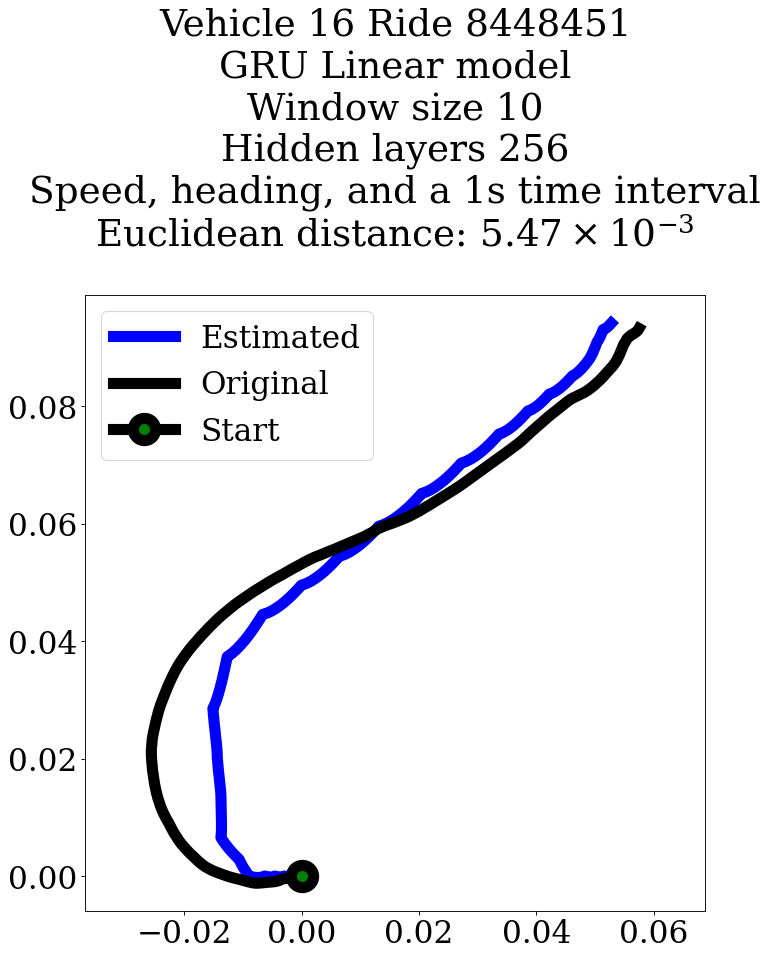 Vehicle 16 Ride 8448451
GRU Linear model
Window size 10
Hidden layers 256
Speed, heading, and a 1s time interval
Euclidean distance: 5.47 × 10⁻³
Estimated
Original
Start
0.08
0.06
0.04
0.02
0.00
−0.02 0.00 0.02 0.04 0.06